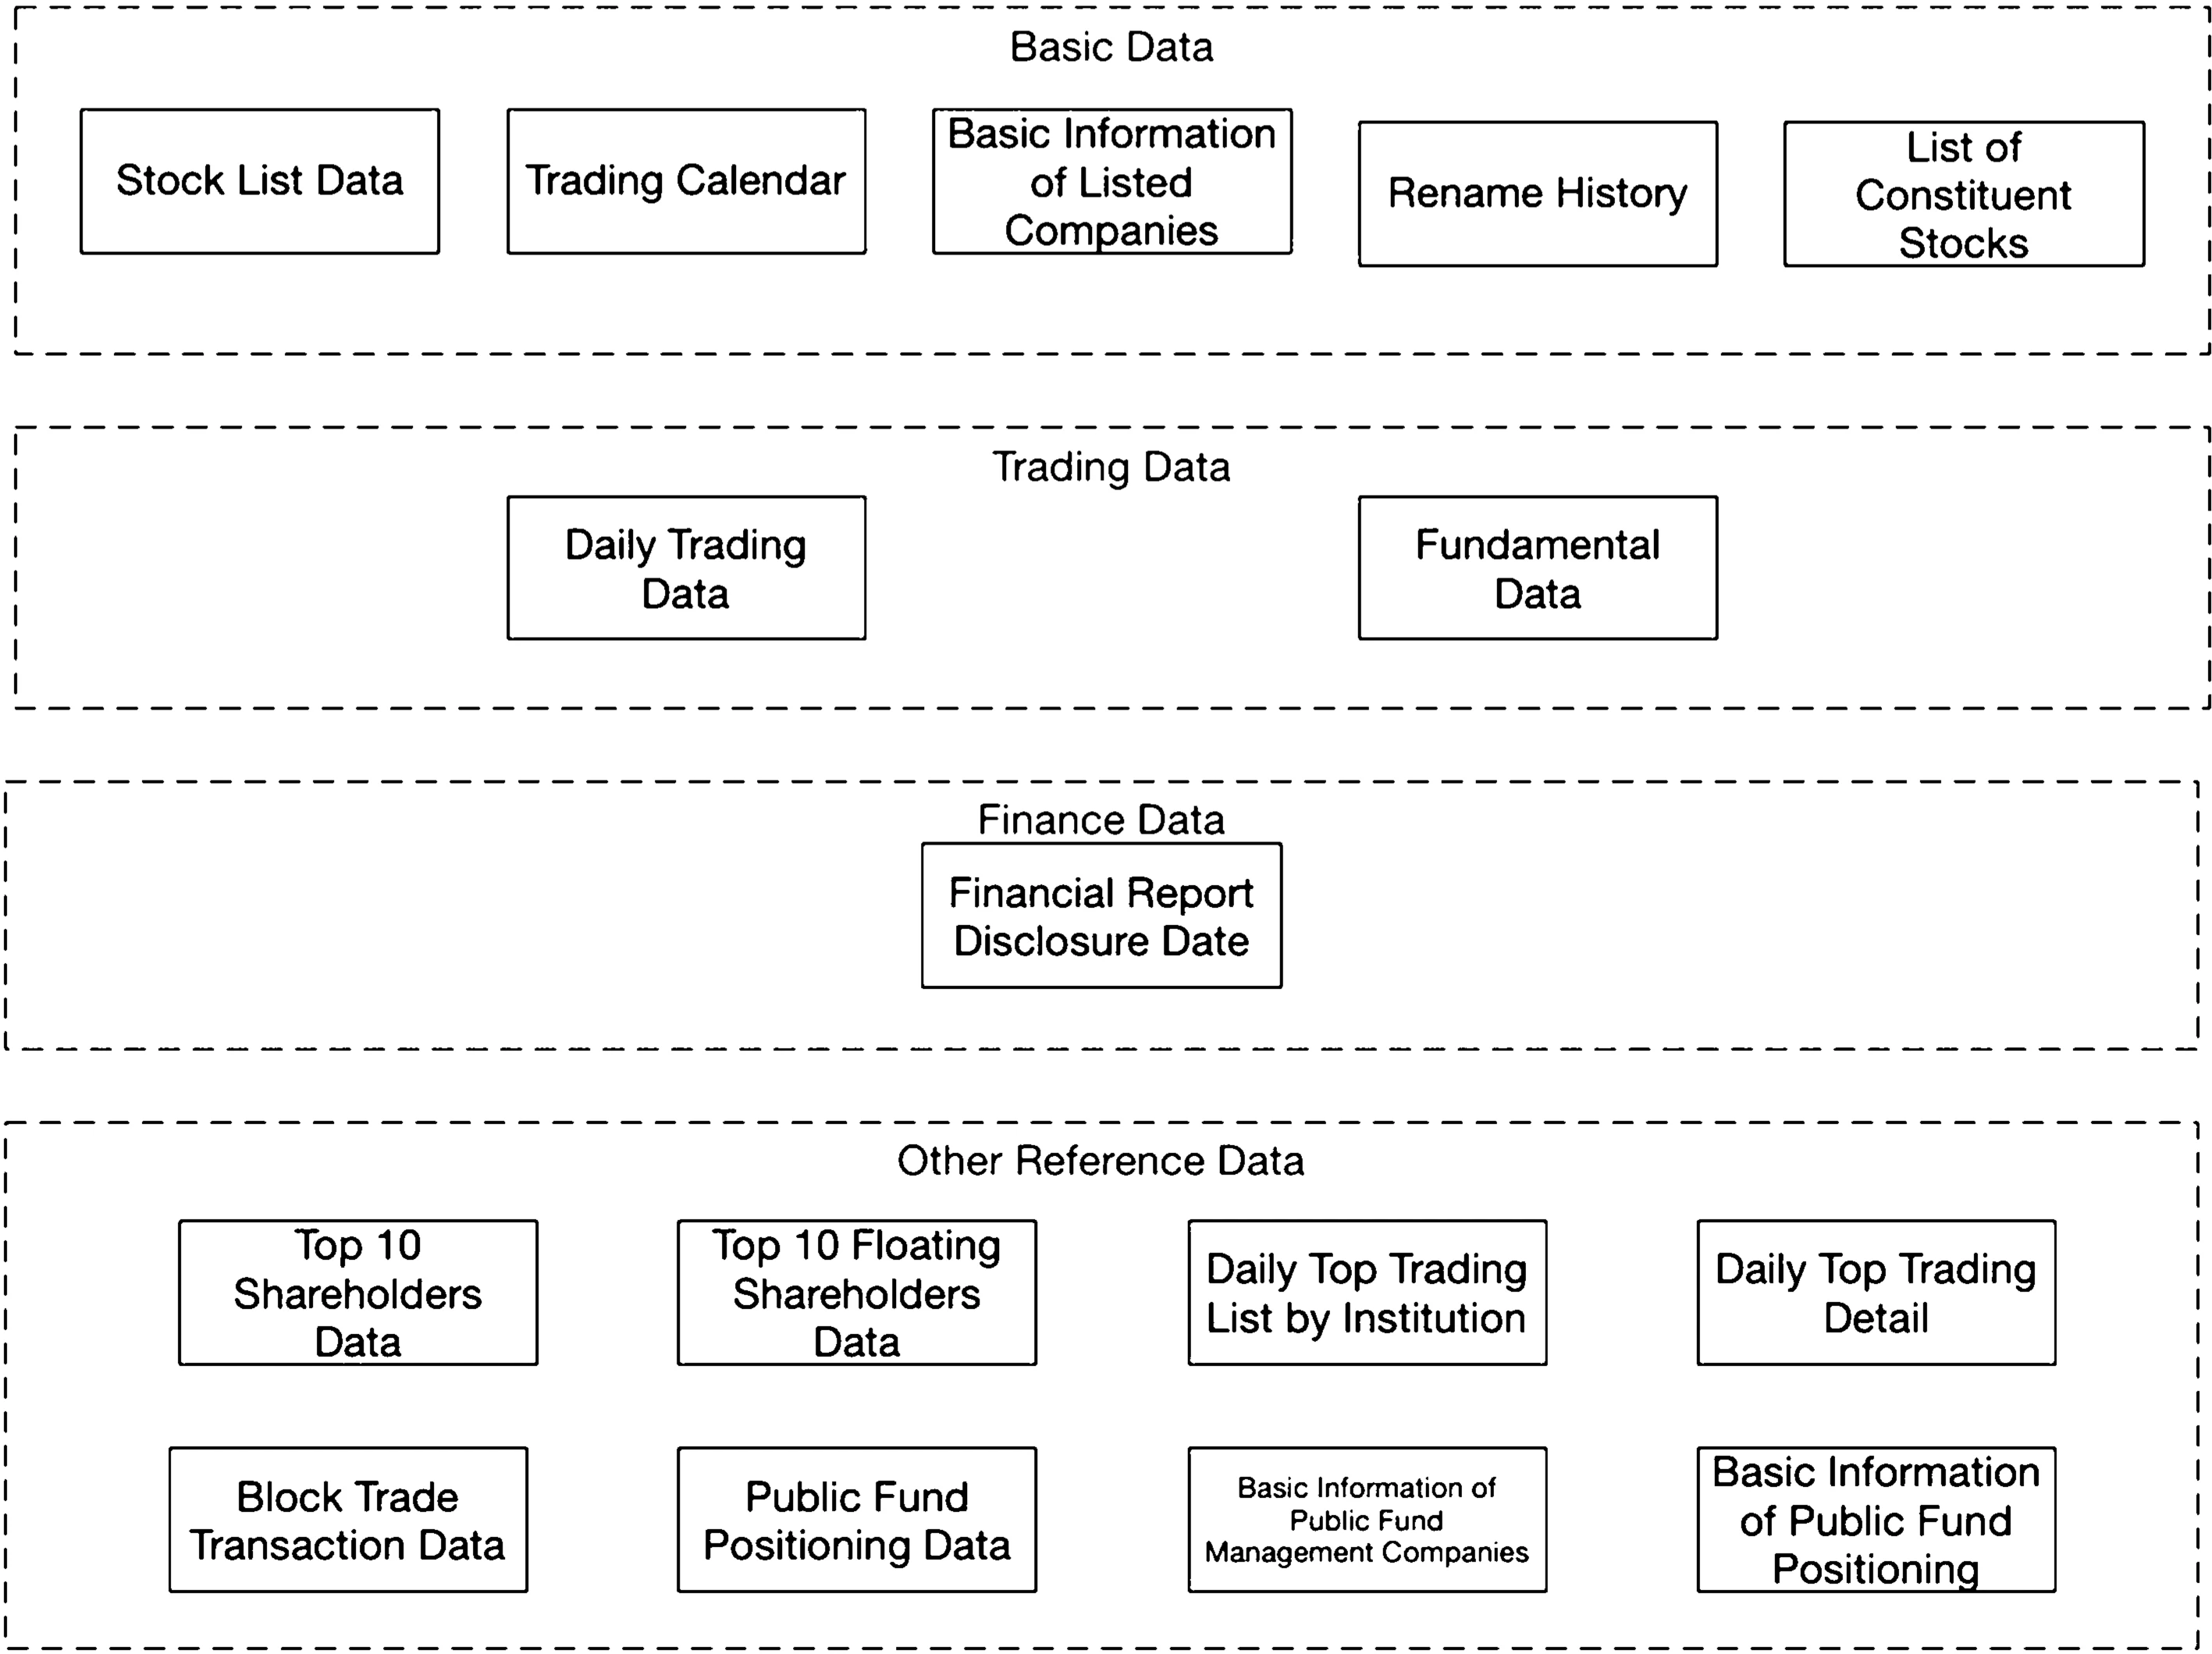 Basic Data
Stock List Data
Trading Calendar
Basic Information
of Listed
Companies
Rename History
List of
Constituent
Stocks
Trading Data
Daily Trading
Data
Fundamental
Data
Finance Data
Financial Report
Disclosure Date
Other Reference Data
Top 10
Shareholders
Data
Top 10 Floating
Shareholders
Data
Daily Top Trading
List by Institution
Daily Top Trading
Detail
Block Trade
Transaction Data
Public Fund
Positioning Data
Basic Information of
Public Fund
Management Companies
Basic Information
of Public Fund
Positioning